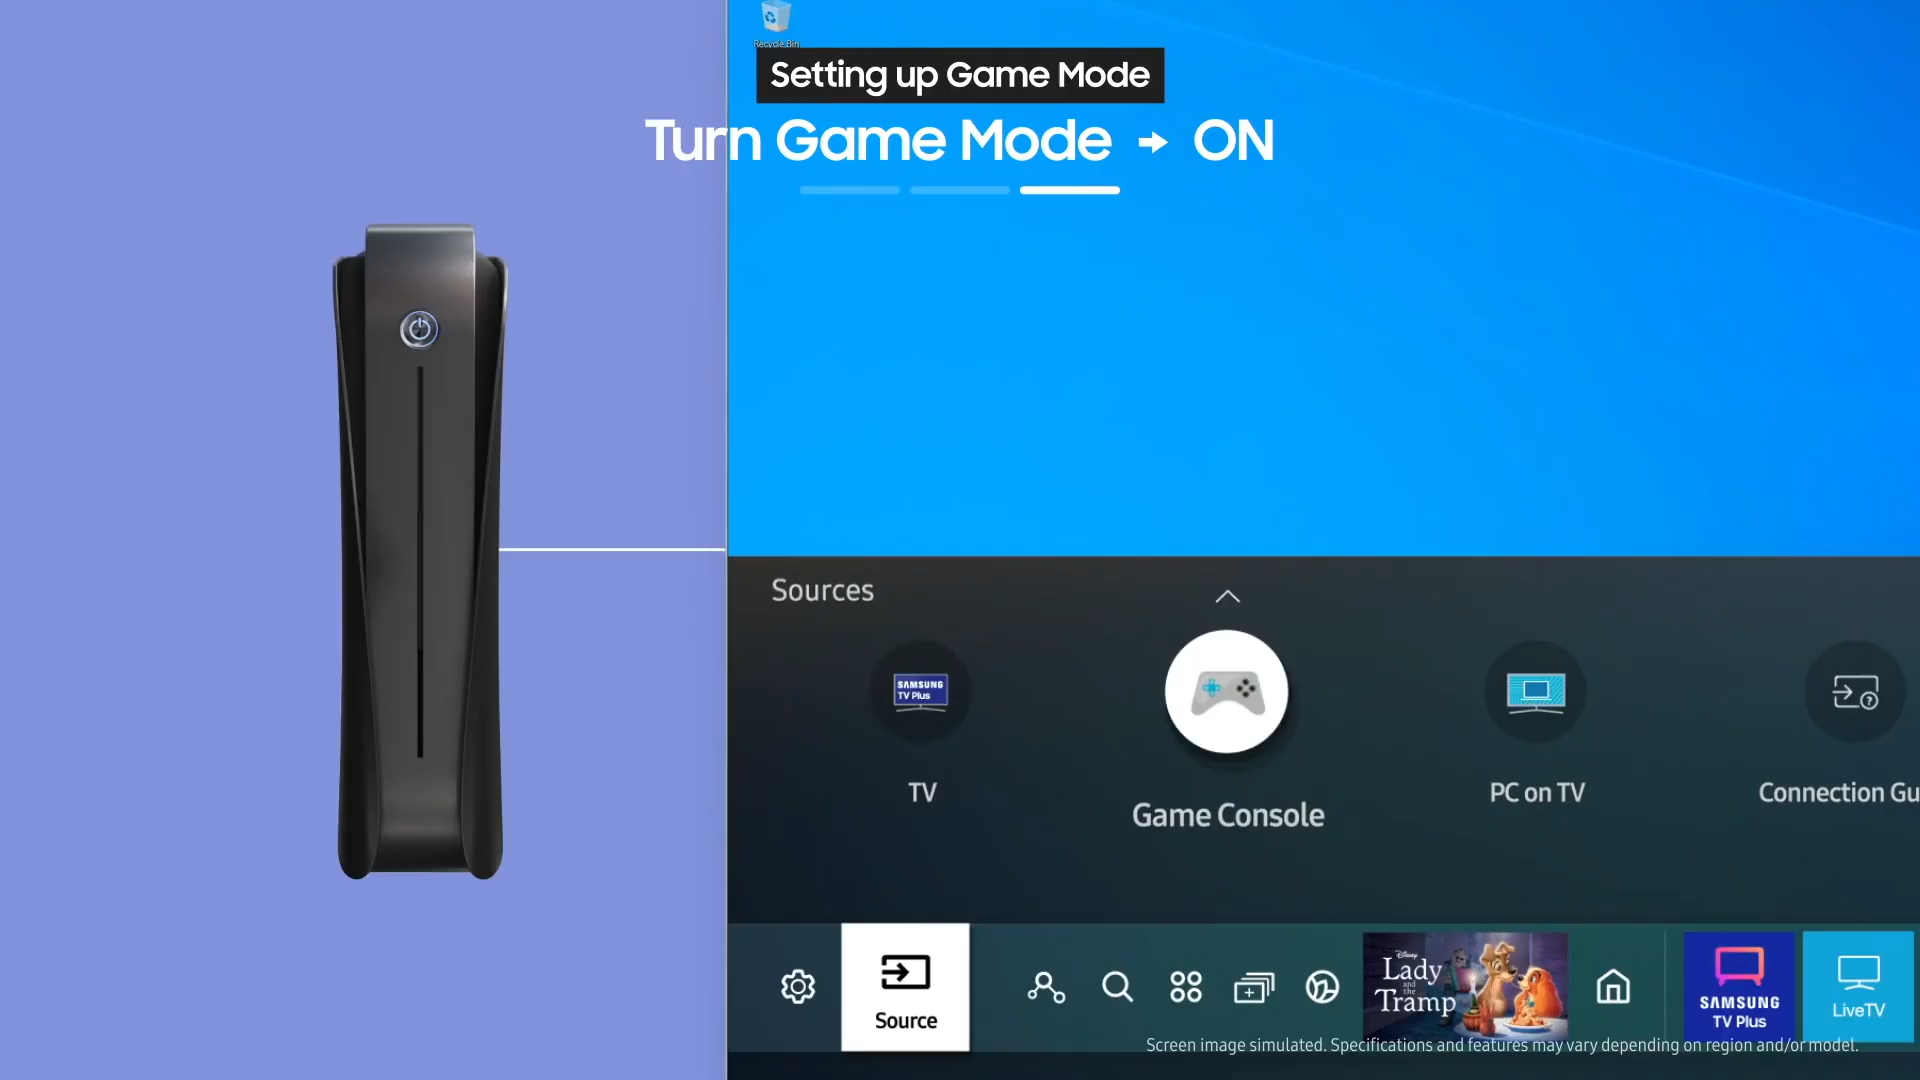 Recycle Bin
Setting up Game Mode
Turn Game Mode → ON
Sources
SAMSUNG
TV Plus
TV
Game Console
PC on TV
Connection Gu
Source
Disney
Lady
and the
Tramp
SAMSUNG
TV Plus
LiveTV
Screen image simulated. Specifications and features may vary depending on region and/or model.